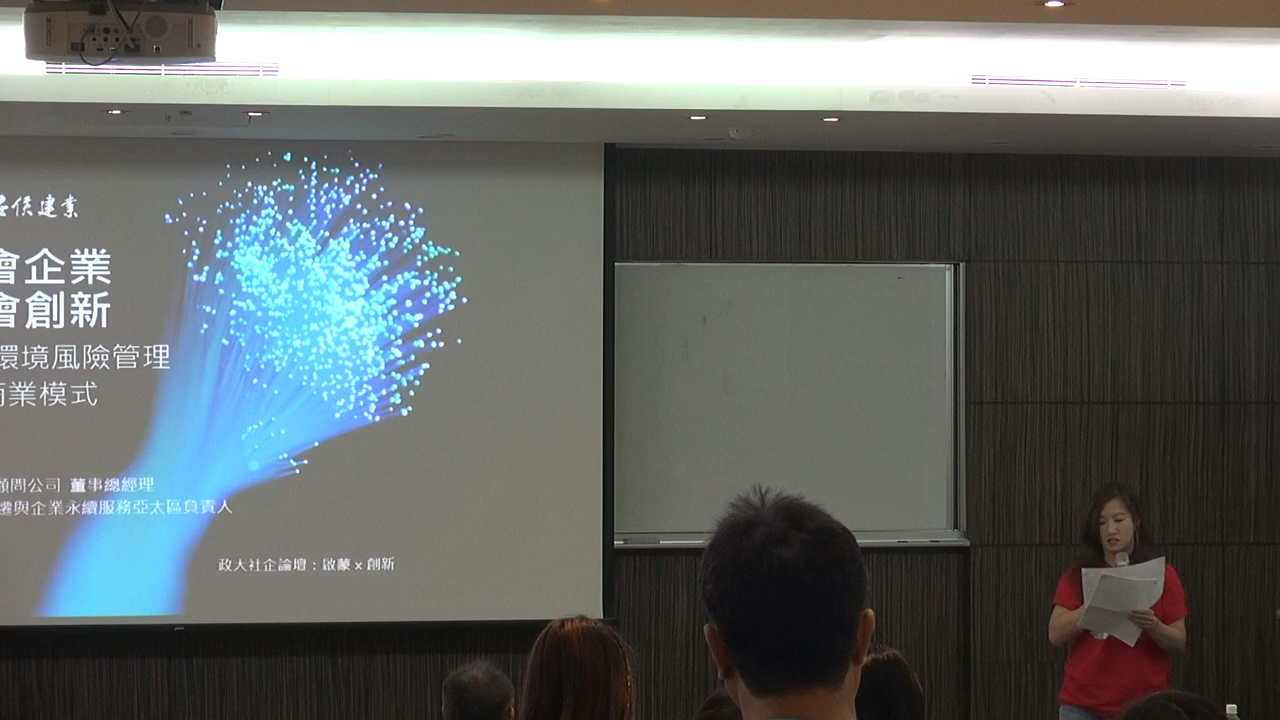 侯建業
會企業
會創新
環境風險管理
商業模式
顧問公司 董事總經理
遷與企業永續服務亞太區負責人
政大社企論壇：啟蒙 x 創新